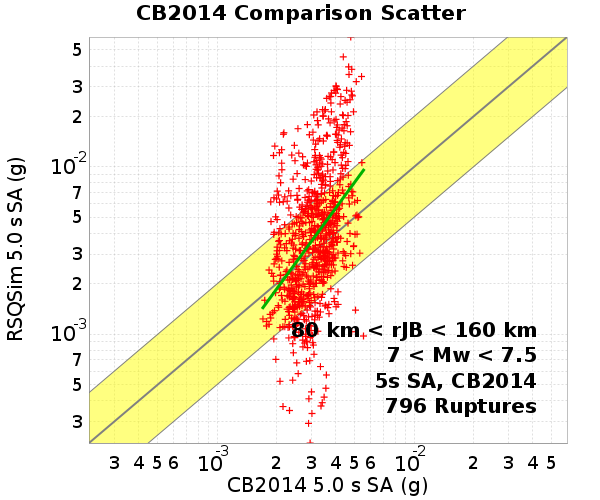 CB2014 Comparison Scatter
RSQSim 5.0 s SA (g)
5
3
2
10-2
7
5
3
2
10-3
7
5
3
80 km < rJB < 160 km
7 < Mw < 7.5
5s SA, CB2014
796 Ruptures
3 4 5 6 10-3 2 3 4 5 6 10-2 2 3 4 5
CB2014 5.0 s SA (g)